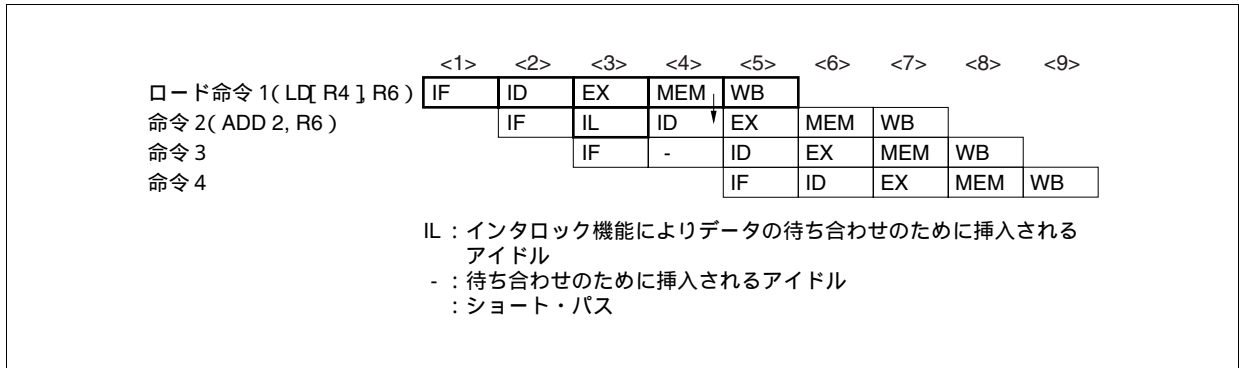 <1> <2> <3> <4> <5> <6> <7> <8> <9>
ロード命令1( LD[ R4 ], R6 ) IF ID EX MEM WB
命令2( ADD 2, R6 ) IF IL ID EX MEM WB
命令3 IF - ID EX MEM WB
命令4 IF ID EX MEM WB
IL : インタロック機能によりデータの待ち合わせのために挿入される
アイドル
- : 待ち合わせのために挿入されるアイドル
: ショート・パス